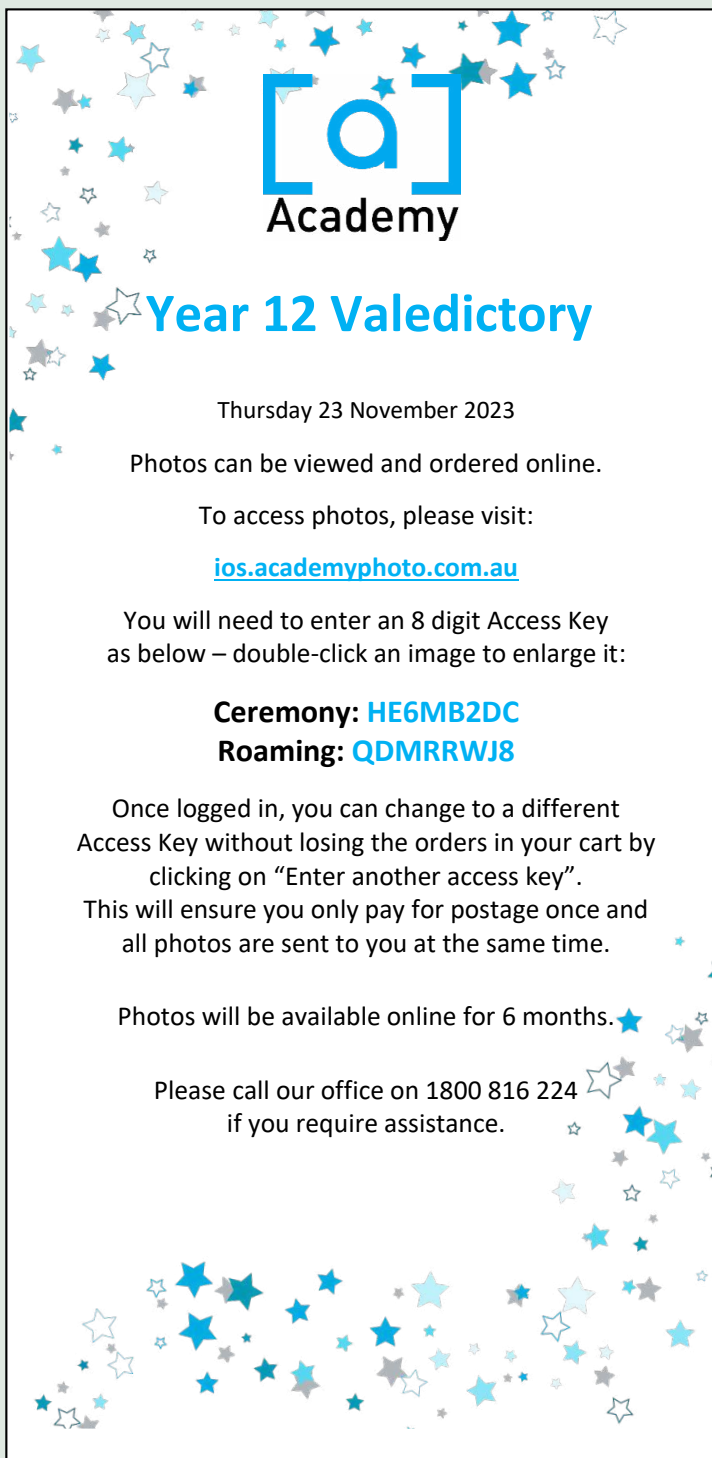 [a]
Academy
Year 12 Valedictory
Thursday 23 November 2023
Photos can be viewed and ordered online.
To access photos, please visit:
ios.academyphoto.com.au
You will need to enter an 8 digit Access Key
as below – double-click an image to enlarge it:
Ceremony: HE6MB2DC
Roaming: QDMRRWJ8
Once logged in, you can change to a different
Access Key without losing the orders in your cart by
clicking on “Enter another access key”.
This will ensure you only pay for postage once and
all photos are sent to you at the same time.
Photos will be available online for 6 months.
Please call our office on 1800 816 224
if you require assistance.